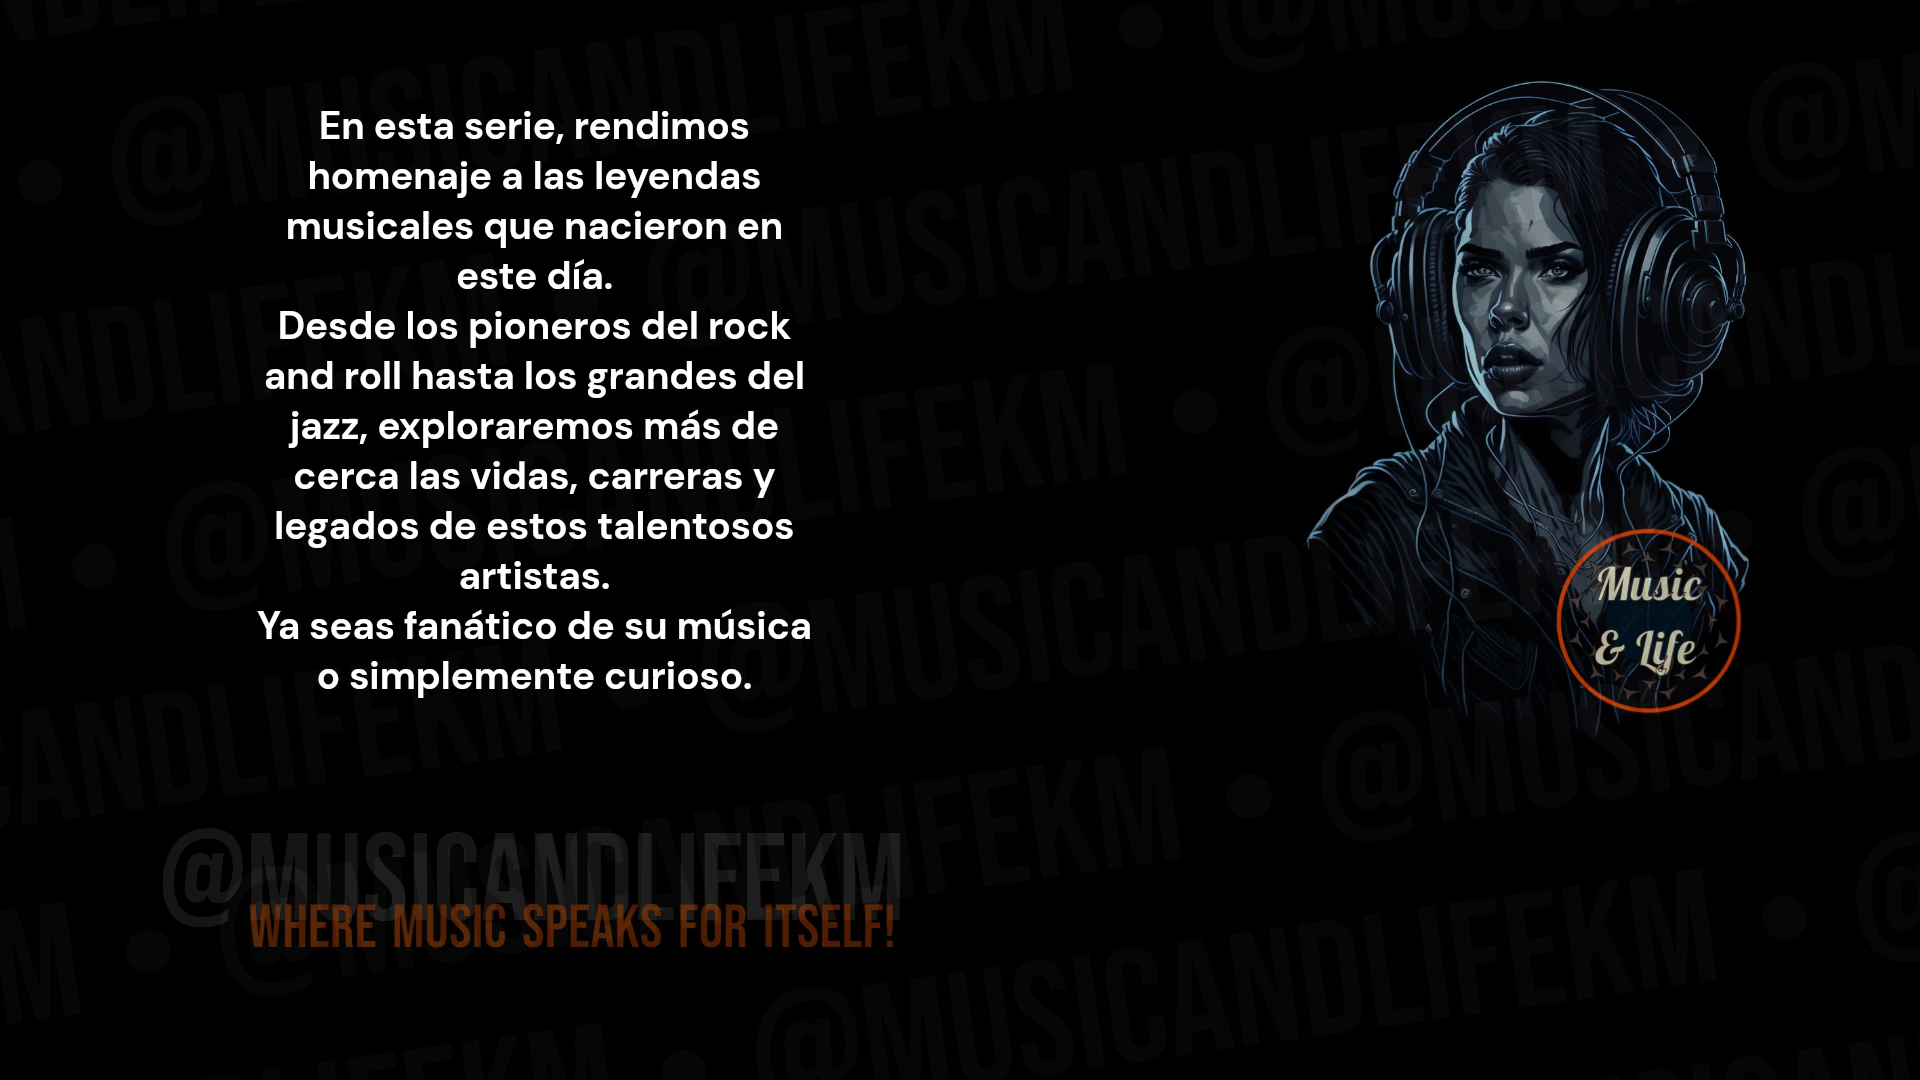 En esta serie, rendimos
homenaje a las leyendas
musicales que nacieron en
este día.
Desde los pioneros del rock
and roll hasta los grandes del
jazz, exploraremos más de
cerca las vidas, carreras y
legados de estos talentosos
artistas.
Ya seas fanático de su música
o simplemente curioso.
Music
& Life
@MUSICANDLIFEKM
WHERE MUSIC SPEAKS FOR ITSELF!